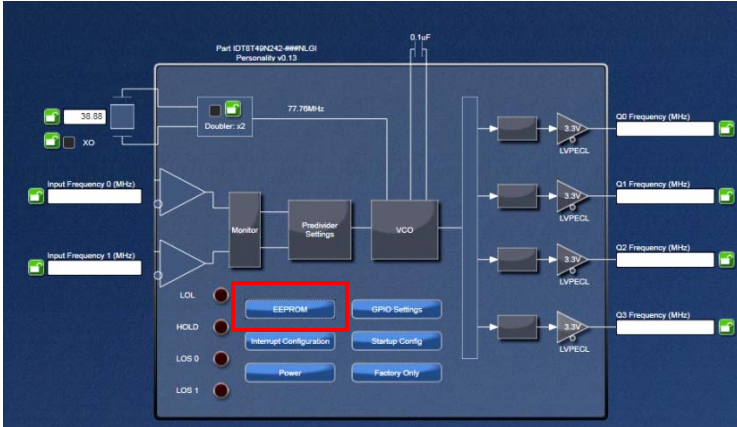 Part IDT8T49N242-###NLGI
Personality v0.13
0.1uF
38.88
XO
Doubler: x2
77.76MHz
Input Frequency 0 (MHz)
Input Frequency 1 (MHz)
Monitor
Predivider
Settings
VCO
3.3V
LVPECL
Q0 Frequency (MHz)
3.3V
LVPECL
Q1 Frequency (MHz)
3.3V
LVPECL
Q2 Frequency (MHz)
3.3V
LVPECL
Q3 Frequency (MHz)
LOL
HOLD
LOS 0
LOS 1
EEPROM
GPIO Settings
Interrupt Configuration
Startup Config
Power
Factory Only